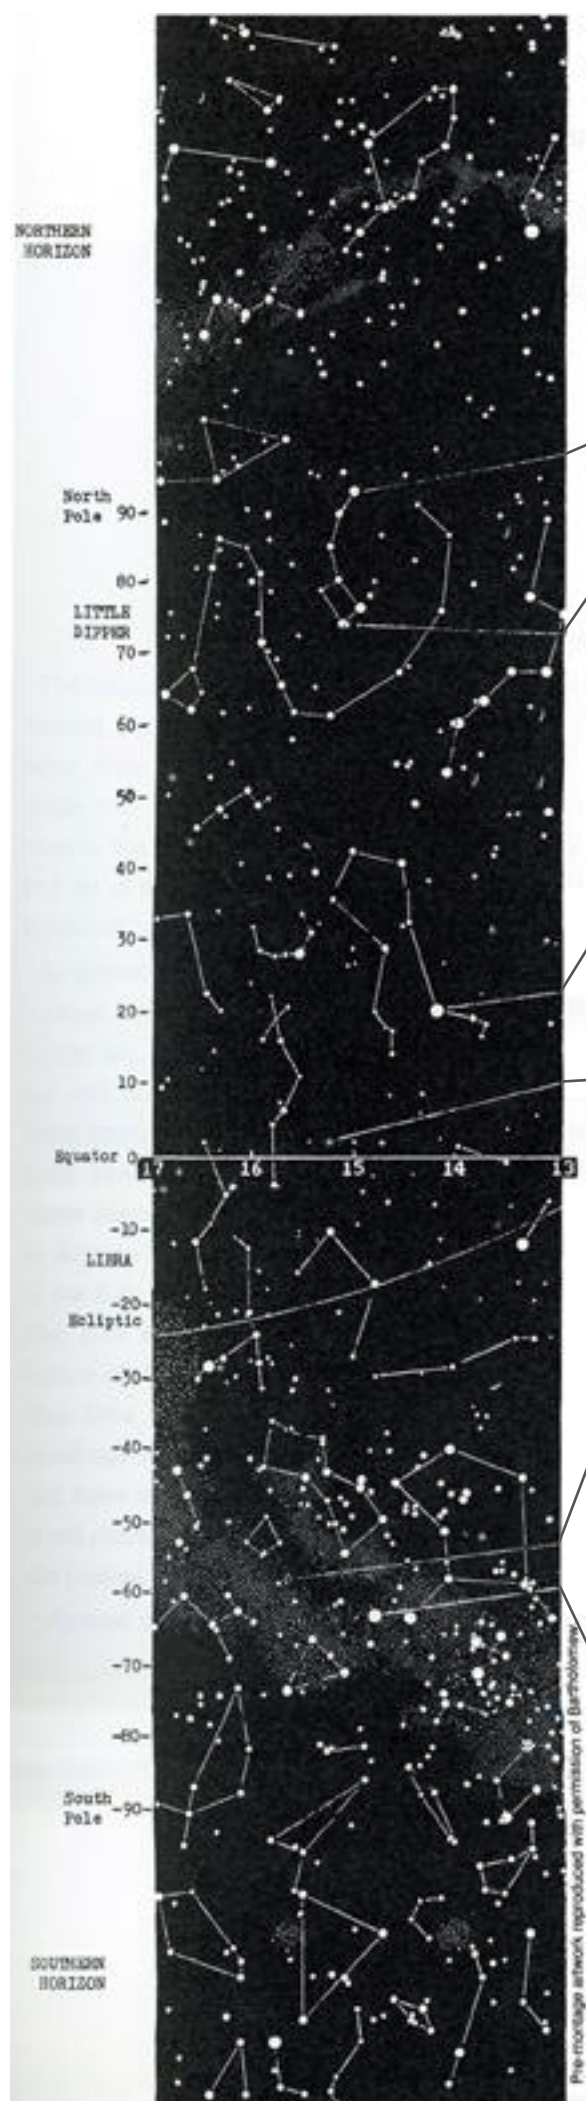 NORTHERN
HORIZON
North
Pole
90-
80-
LITTLE
DIPPER
70-
60-
50-
40-
30-
20-
10-
Equator 0
17 16 15 14 13
-10-
LIBRA
-20-
Ecliptic
-30-
-40-
-50-
-60-
-70-
-80-
South
Pole
-90-
SOUTHERN
HORIZON
Pre-montage artwork reproduced with permission of Bartholomew